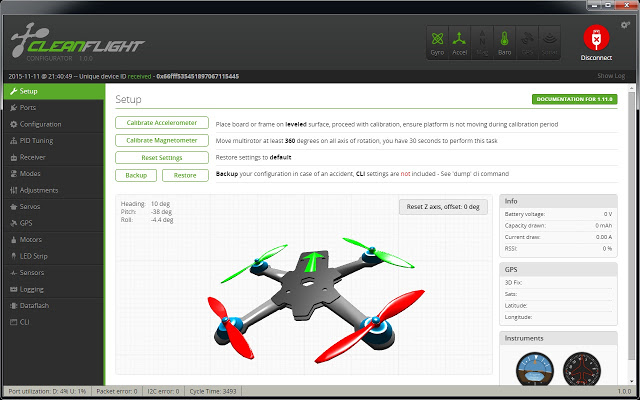 CLEANFLIGHT
CONFIGURATOR 1.0.0
Gyro Accel Mag Baro GPS Sonar
Disconnect
2015-11-11 @ 21:40:49 -- Unique device ID received - 0x66fff535451897067115445
Show Log
Setup
Ports
Configuration
PID Tuning
Receiver
Modes
Adjustments
Servos
GPS
Motors
LED Strip
Sensors
Logging
Dataflash
CLI
Setup
DOCUMENTATION FOR 1.11.0
Calibrate Accelerometer Place board or frame on leveled surface, proceed with calibration, ensure platform is not moving during calibration period
Calibrate Magnetometer Move multirotor at least 360 degrees on all axis of rotation, you have 30 seconds to perform this task
Reset Settings Restore settings to default
Backup Restore Backup your configuration in case of an accident, CLI settings are not included - See 'dump' cli command
Heading: 10 deg
Pitch: -38 deg
Roll: -4.4 deg
Reset Z axis, offset: 0 deg
Info
Battery voltage: 0 V
Capacity drawn: 0 mAh
Current draw: 0.00 A
RSSI: 0 %
GPS
3D Fix:
Sats:
Latitude:
Longitude:
Instruments
Port utilization: D: 4% U: 1% Packet error: 0 I2C error: 0 Cycle Time: 3493 1.0.0